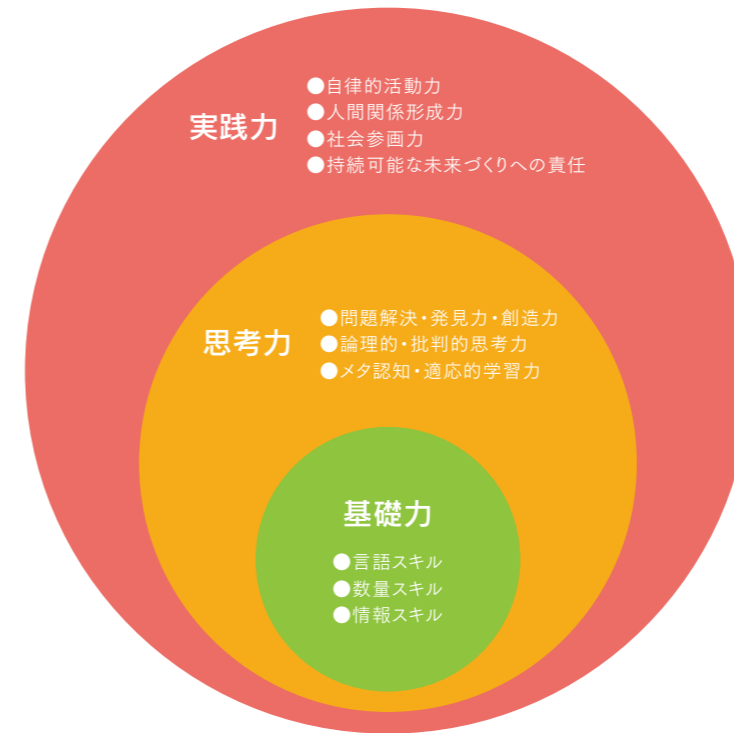 実践力
●自律的活動力
●人間関係形成力
●社会参画力
●持続可能な未来づくりへの責任
思考力
●問題解決・発見力・創造力
●論理的・批判的思考力
●メタ認知・適応的学習力
基礎力
●言語スキル
●数量スキル
●情報スキル